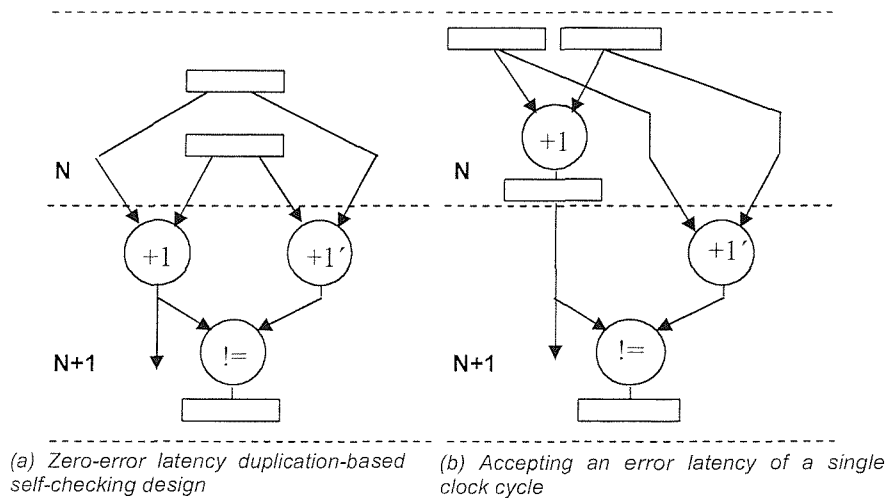 +1
N
N
+1
+1´
+1´
N+1
!=
N+1
!=
(a) Zero-error latency duplication-based
self-checking design
(b) Accepting an error latency of a single
clock cycle